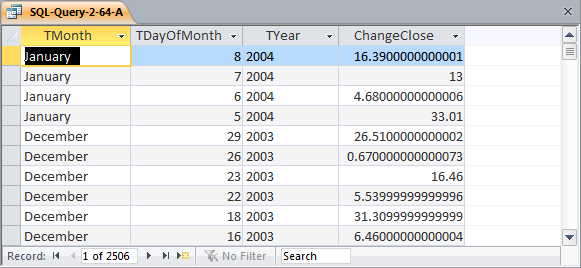 SQL-Query-2-64-A
TMonth TDayOfMonth TYear ChangeClose
January 8 2004 16.3900000000001
January 7 2004 13
January 6 2004 4.68000000000006
January 5 2004 33.01
December 29 2003 26.5100000000002
December 26 2003 0.670000000000073
December 23 2003 16.46
December 22 2003 5.53999999999996
December 18 2003 31.3099999999999
December 16 2003 6.46000000000004
Record: 1 of 2506 No Filter Search